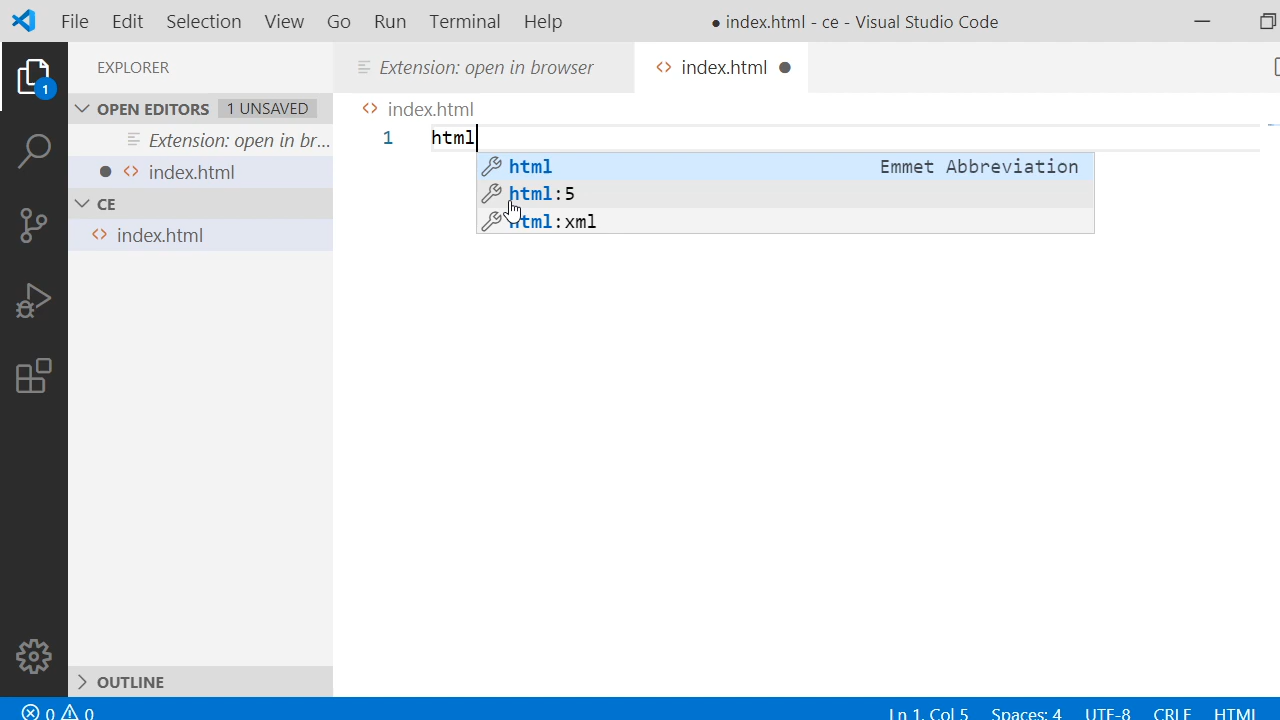 File Edit Selection View Go Run Terminal Help ● index.html - ce - Visual Studio Code
EXPLORER
Extension: open in browser
index.html
OPEN EDITORS 1 UNSAVED
Extension: open in br...
index.html
CE
index.html
OUTLINE
index.html
1 html
html Emmet Abbreviation
html:5
html:xml
1
0 0 Ln 1, Col 5 Spaces: 4 UTF-8 CRLF HTML